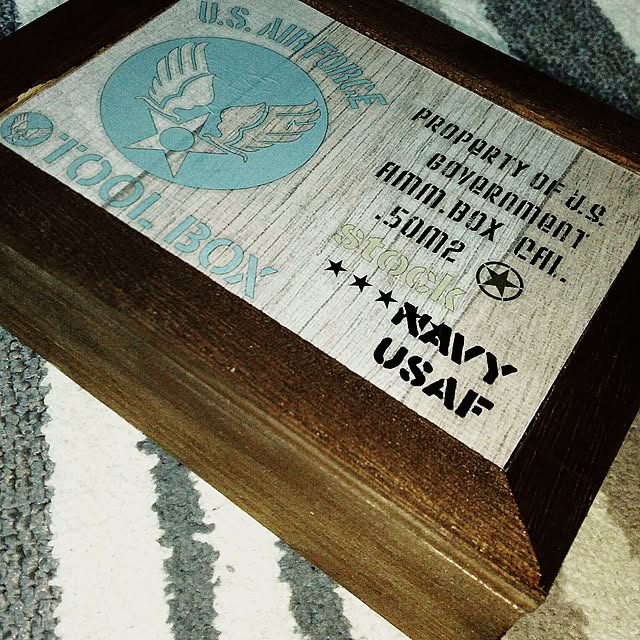 U.S. AIR FORCE
TOOL BOX
PROPERTY OF U.S.
GOVERNMENT
AMM.BOX CAL.
.50M2
stock
NAVY
USAF